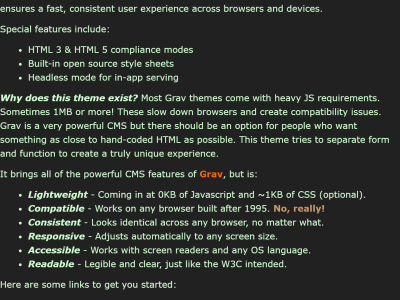 ensures a fast, consistent user experience across browsers and devices.
Special features include:
• HTML 3 & HTML 5 compliance modes
• Built-in open source style sheets
• Headless mode for in-app serving
Why does this theme exist? Most Grav themes come with heavy JS requirements.
Sometimes 1MB or more! These slow down browsers and create compatibility issues.
Grav is a very powerful CMS but there should be an option for people who want
something as close to hand-coded HTML as possible. This theme tries to separate form
and function to create a truly unique experience.
It brings all of the powerful CMS features of Grav, but is:
• Lightweight - Coming in at 0KB of Javascript and ~1KB of CSS (optional).
• Compatible - Works on any browser built after 1995. No, really!
• Consistent - Looks identical across any browser, no matter what.
• Responsive - Adjusts automatically to any screen size.
• Accessible - Works with screen readers and any OS language.
• Readable - Legible and clear, just like the W3C intended.
Here are some links to get you started: